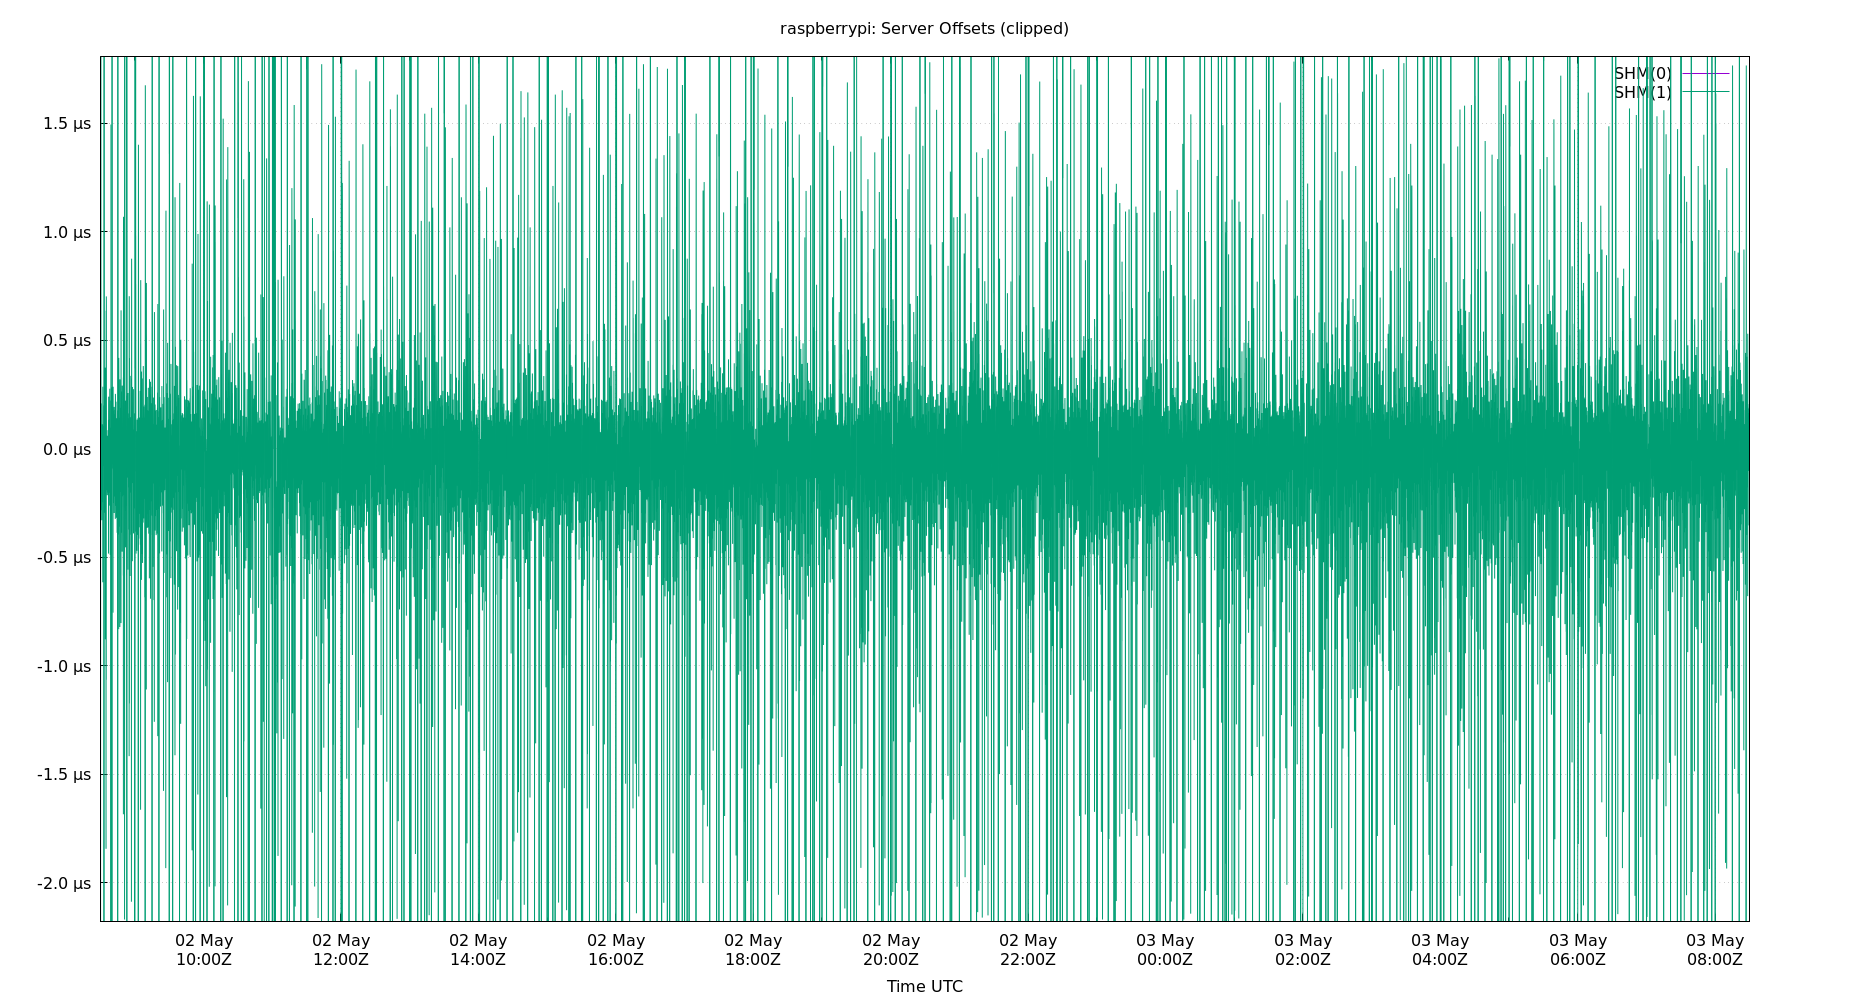 raspberrypi: Server Offsets (clipped)
SHM(0)
SHM(1)
1.5 µs
1.0 µs
0.5 µs
0.0 µs
-0.5 µs
-1.0 µs
-1.5 µs
-2.0 µs
02 May 02 May 02 May 02 May 02 May 02 May 02 May 03 May 03 May 03 May 03 May 03 May
10:00Z 12:00Z 14:00Z 16:00Z 18:00Z 20:00Z 22:00Z 00:00Z 02:00Z 04:00Z 06:00Z 08:00Z
Time UTC